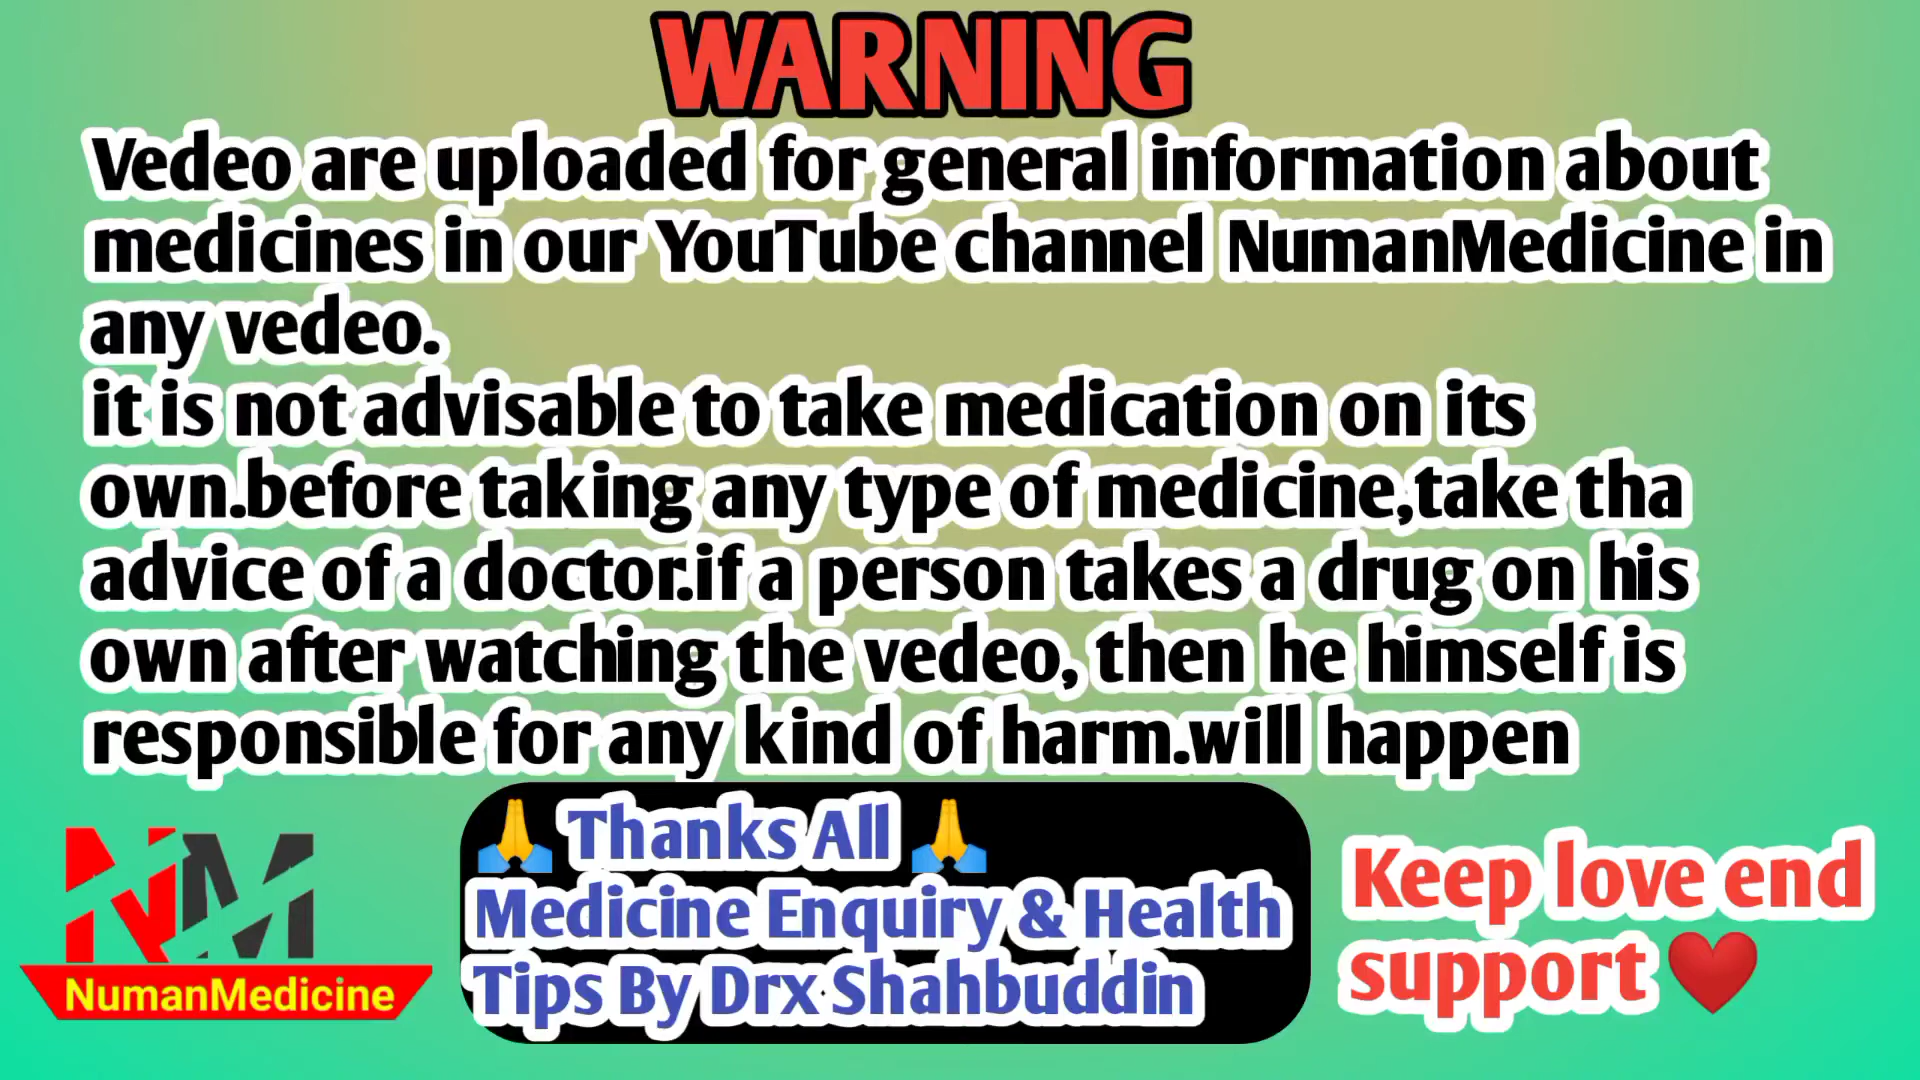 WARNING
Vedeo are uploaded for general information about
medicines in our YouTube channel NumanMedicine in
any vedeo.
it is not advisable to take medication on its
own.before taking any type of medicine,take tha
advice of a doctor.if a person takes a drug on his
own after watching the vedeo, then he himself is
responsible for any kind of harm.will happen
NM
NumanMedicine
🙏 Thanks All 🙏
Medicine Enquiry & Health
Tips By Drx Shahbuddin
Keep love end
support ❤️